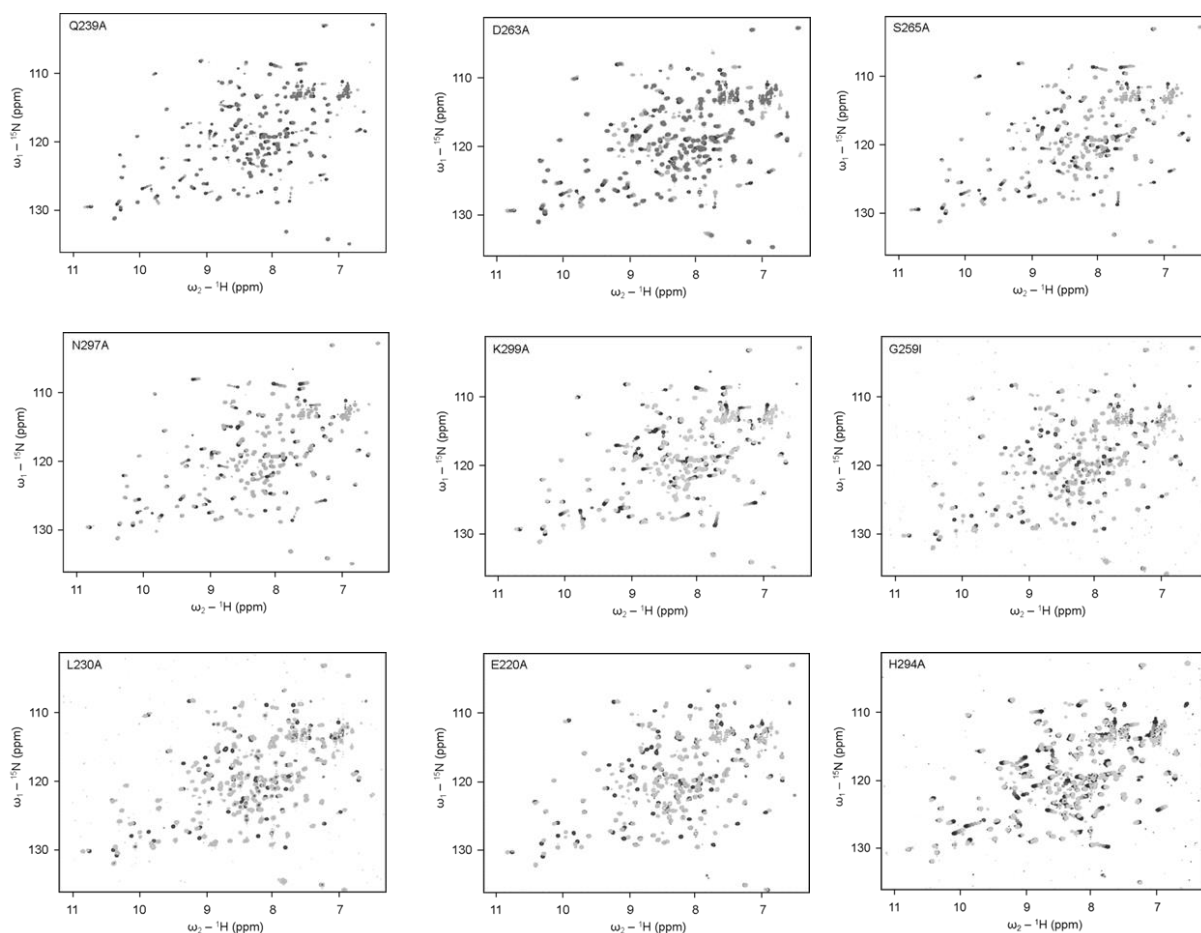 Q239A
110
120
130
ω₁ – ¹⁵N (ppm)
11 10 9 8 7
ω₂ – ¹H (ppm)
D263A
110
120
130
ω₁ – ¹⁵N (ppm)
11 10 9 8 7
ω₂ – ¹H (ppm)
S265A
110
120
130
ω₁ – ¹⁵N (ppm)
11 10 9 8 7
ω₂ – ¹H (ppm)
N297A
110
120
130
ω₁ – ¹⁵N (ppm)
11 10 9 8 7
ω₂ – ¹H (ppm)
K299A
110
120
130
ω₁ – ¹⁵N (ppm)
11 10 9 8 7
ω₂ – ¹H (ppm)
G259I
110
120
130
ω₁ – ¹⁵N (ppm)
11 10 9 8 7
ω₂ – ¹H (ppm)
L230A
110
120
130
ω₁ – ¹⁵N (ppm)
11 10 9 8 7
ω₂ – ¹H (ppm)
E220A
110
120
130
ω₁ – ¹⁵N (ppm)
11 10 9 8 7
ω₂ – ¹H (ppm)
H294A
110
120
130
ω₁ – ¹⁵N (ppm)
11 10 9 8 7
ω₂ – ¹H (ppm)